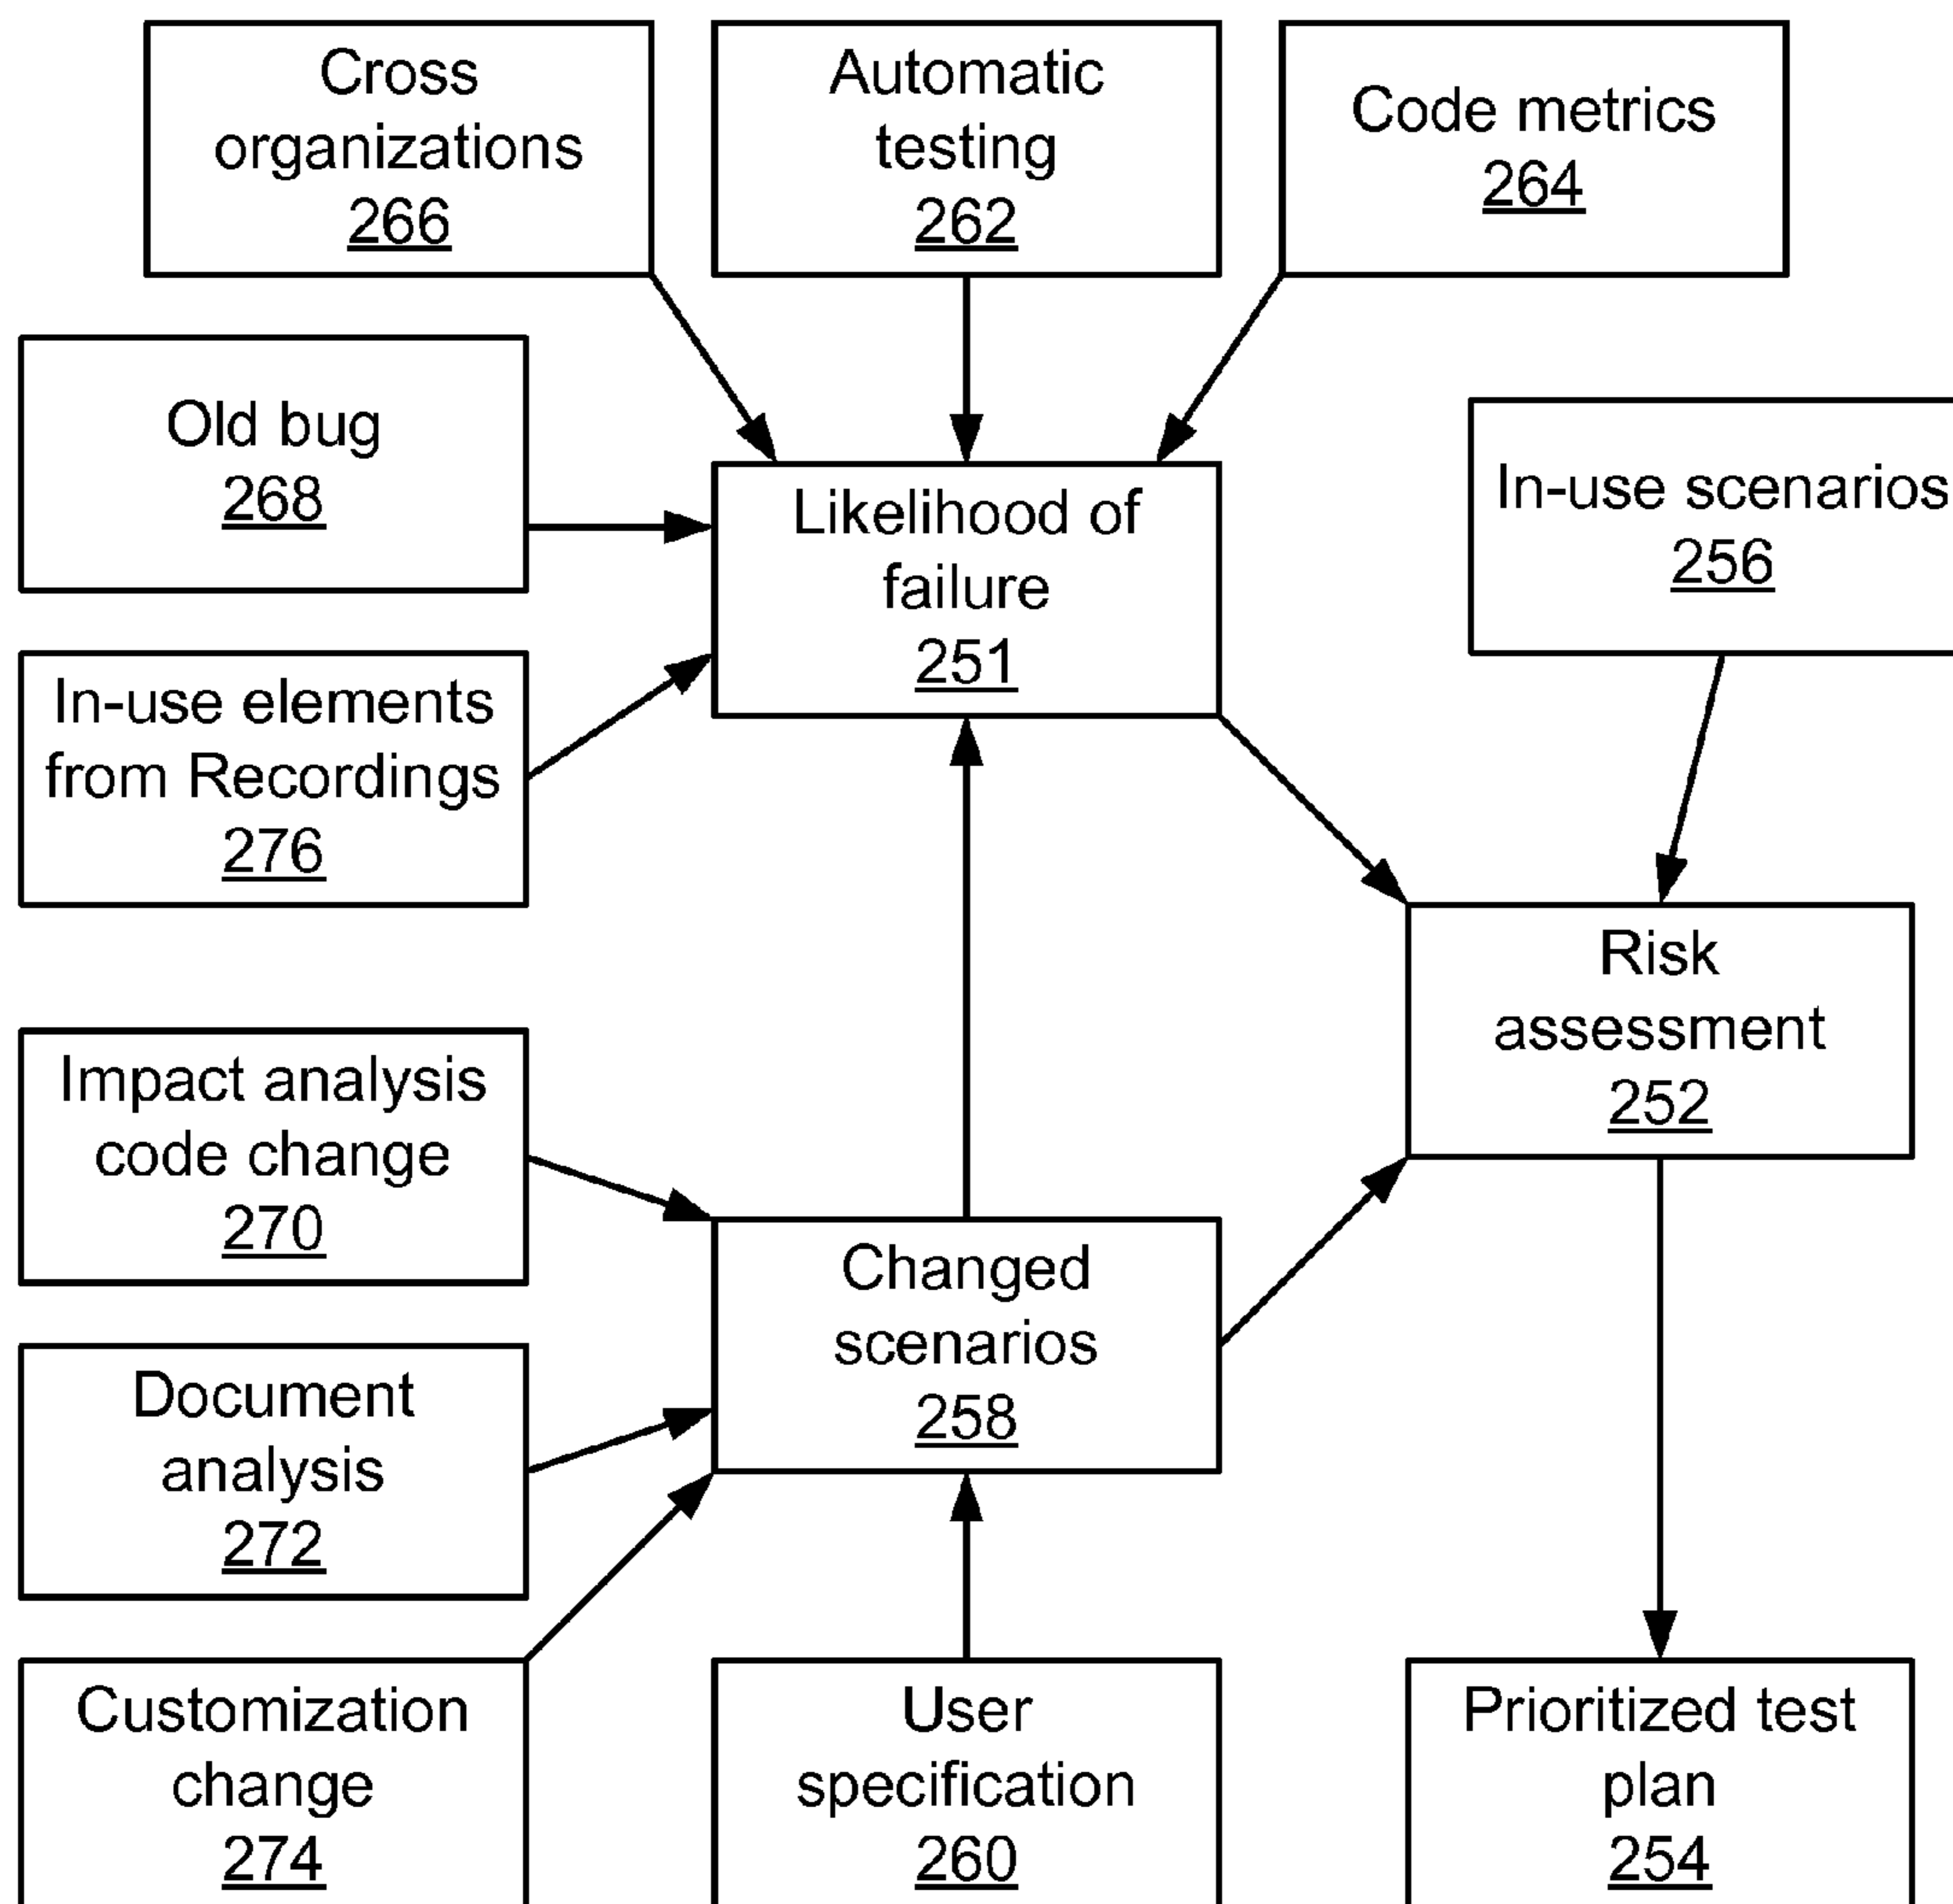 Cross
organizations
266
Automatic
testing
262
Code metrics
264
Old bug
268
Likelihood of
failure
251
In-use scenarios
256
In-use elements
from Recordings
276
Risk
assessment
252
Impact analysis
code change
270
Changed
scenarios
258
Document
analysis
272
Customization
change
274
User
specification
260
Prioritized test
plan
254